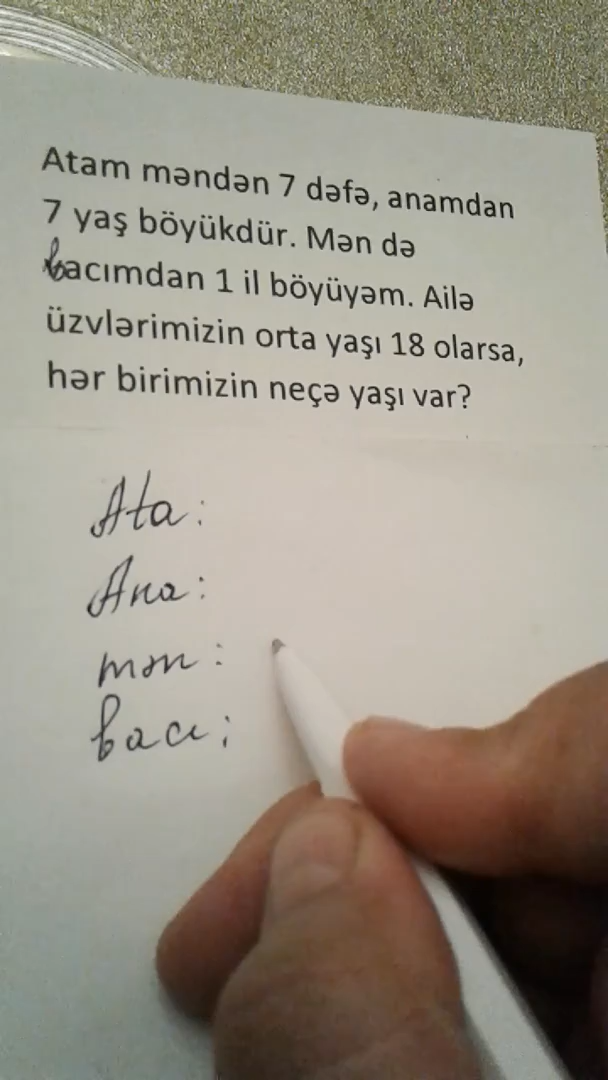 Atam məndən 7 dəfə, anamdan
7 yaş böyükdür. Mən də
bacımdan 1 il böyüyəm. Ailə
üzvlərimizin orta yaşı 18 olarsa,
hər birimizin neçə yaşı var?
Ata:
Ana:
mən:
bacı: